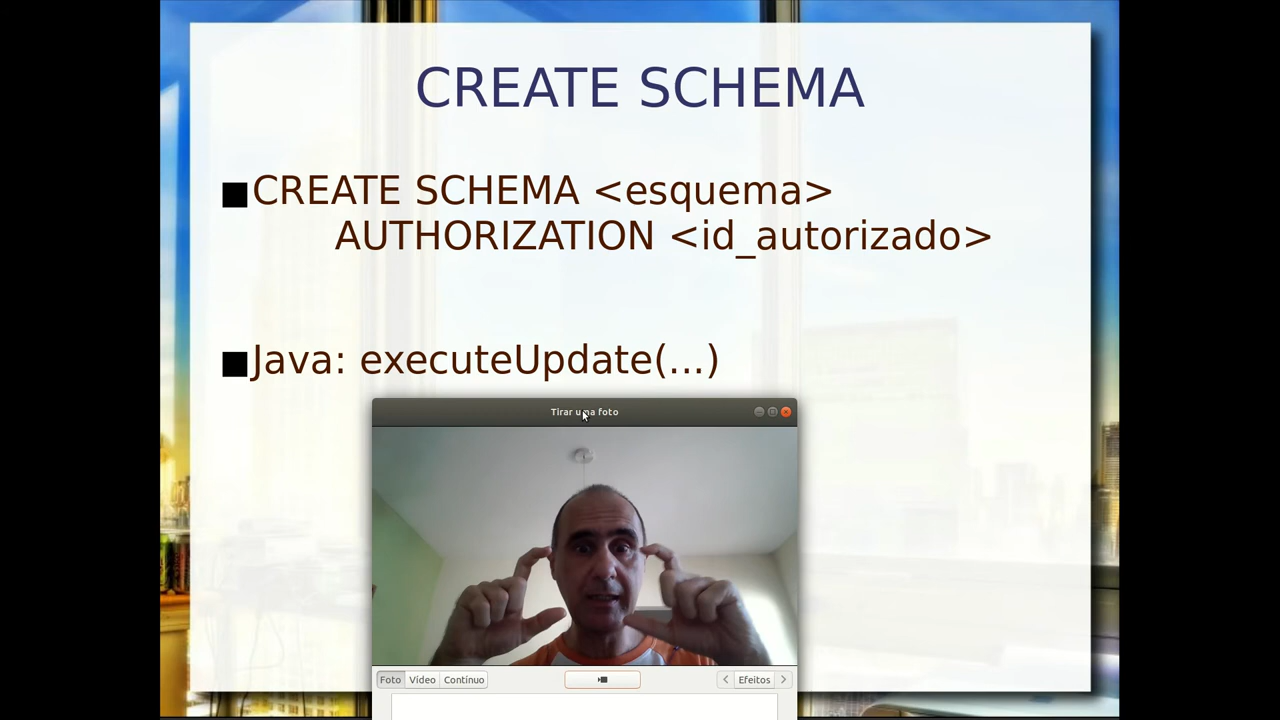 CREATE SCHEMA
CREATE SCHEMA <esquema>
AUTHORIZATION <id_autorizado>
Java: executeUpdate(...)
Tirar uma foto
Foto Vídeo Contínuo Efeitos